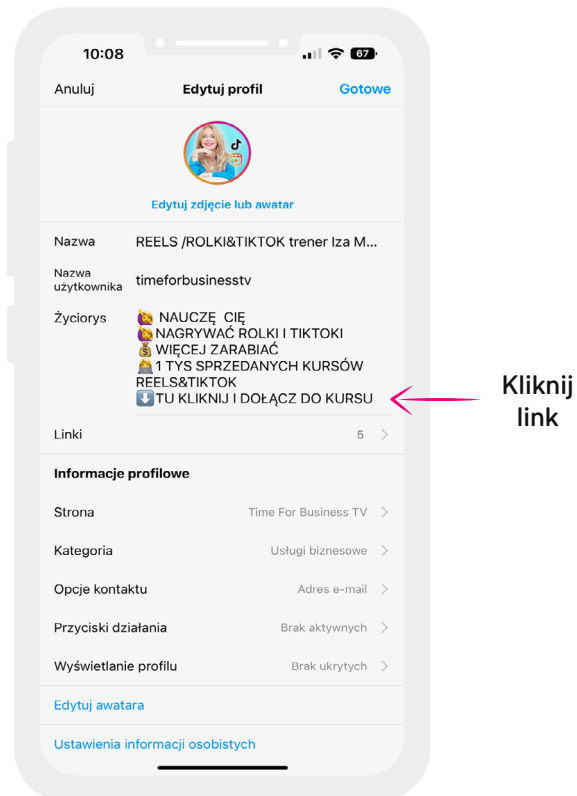 10:08
67
Anuluj Edytuj profil Gotowe
Edytuj zdjęcie lub awatar
Nazwa REELS /ROLKI&TIKTOK trener Iza M...
Nazwa użytkownika timeforbusinesstv
Życiorys 🙋 NAUCZĘ CIĘ
🙋NAGRYWAĆ ROLKI I TIKTOKI
💰WIĘCEJ ZARABIAĆ
👩‍💻1 TYS SPRZEDANYCH KURSÓW
REELS&TIKTOK
⬇️TU KLIKNIJ I DOŁĄCZ DO KURSU
Kliknij
link
Linki 5
Informacje profilowe
Strona Time For Business TV
Kategoria Usługi biznesowe
Opcje kontaktu Adres e-mail
Przyciski działania Brak aktywnych
Wyświetlanie profilu Brak ukrytych
Edytuj awatara
Ustawienia informacji osobistych